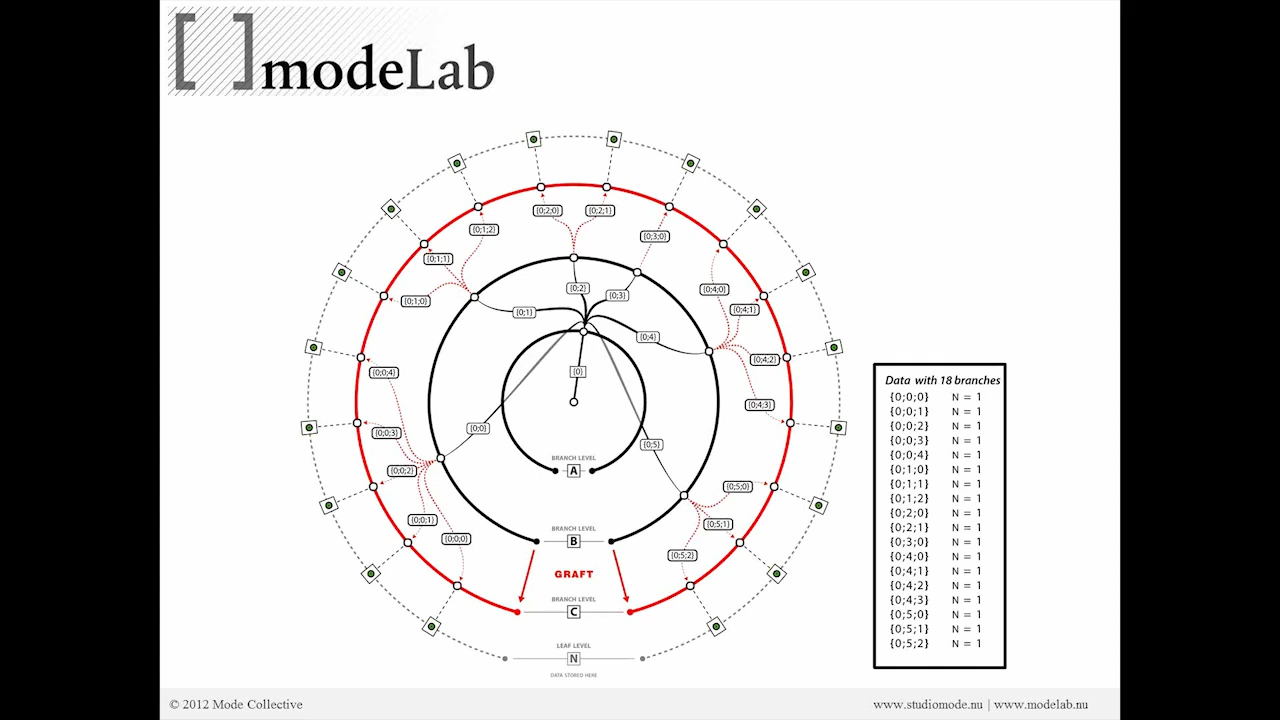 [ ] modeLab
{0;2;0}
{0;2;1}
{0;1;2}
{0;3;0}
{0;1;1}
{0;1;0}
{0;4;0}
{0;4;1}
{0;2}
{0;3}
{0;1}
{0;4}
{0;4;2}
{0}
{0;0;4}
{0;4;3}
{0;0}
{0;0;3}
{0;5}
{0;0;2}
BRANCH LEVEL
A
{0;5;0}
{0;0;1}
{0;5;1}
{0;0;0}
BRANCH LEVEL
B
{0;5;2}
GRAFT
BRANCH LEVEL
C
LEAF LEVEL
N
DATA STORED HERE
Data with 18 branches
{0;0;0} N = 1
{0;0;1} N = 1
{0;0;2} N = 1
{0;0;3} N = 1
{0;0;4} N = 1
{0;1;0} N = 1
{0;1;1} N = 1
{0;1;2} N = 1
{0;2;0} N = 1
{0;2;1} N = 1
{0;3;0} N = 1
{0;4;0} N = 1
{0;4;1} N = 1
{0;4;2} N = 1
{0;4;3} N = 1
{0;5;0} N = 1
{0;5;1} N = 1
{0;5;2} N = 1
© 2012 Mode Collective
www.studiomode.nu | www.modelab.nu